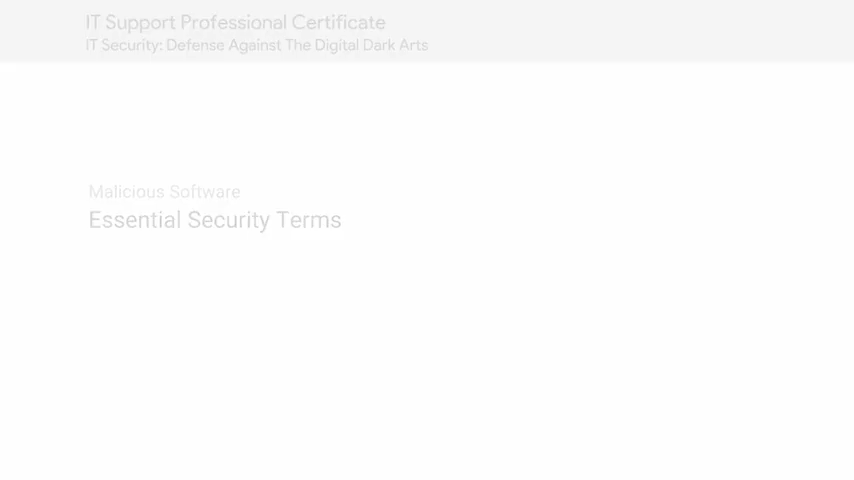 IT Support Professional Certificate
IT Security: Defense Against The Digital Dark Arts
Malicious Software
Essential Security Terms